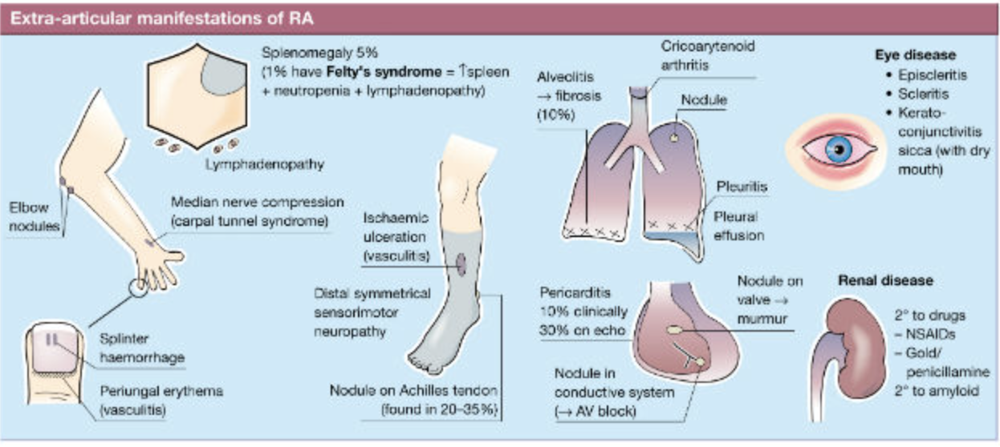 Extra-articular manifestations of RA
Splenomegaly 5%
(1% have Felty's syndrome = ↑spleen
+ neutropenia + lymphadenopathy)
Lymphadenopathy
Elbow
nodules
Median nerve compression
(carpal tunnel syndrome)
Splinter
haemorrhage
Periungal erythema
(vasculitis)
Ischaemic
ulceration
(vasculitis)
Distal symmetrical
sensorimotor
neuropathy
Nodule on Achilles tendon
(found in 20–35%)
Alveolitis
→ fibrosis
(10%)
Cricoarytenoid
arthritis
Nodule
Pleuritis
Pleural
effusion
Pericarditis
10% clinically
30% on echo
Nodule on
valve →
murmur
Nodule in
conductive system
(→ AV block)
Eye disease
• Episcleritis
• Scleritis
• Kerato-
conjunctivitis
sicca (with dry
mouth)
Renal disease
2° to drugs
– NSAIDs
– Gold/
penicillamine
2° to amyloid